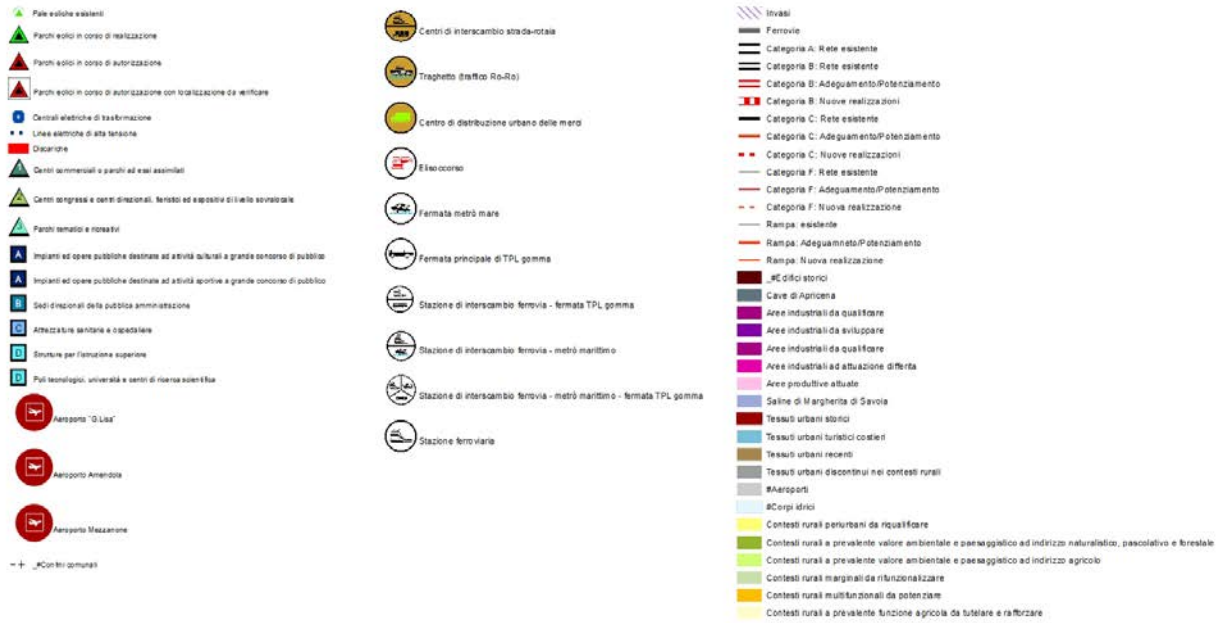 Pale eoliche esistenti
Parchi eolici in corso di realizzazione
Parchi eolici in corso di autorizzazione
Parchi eolici in corso di autorizzazione con localizzazione da verificare
Centrali elettriche di trasformazione
Linee elettriche di alta tensione
Discariche
Centri commerciali o parchi ad essi assimilati
Centri congressi e centri direzionali, fieristici ed espositivi di livello sovralocale
Parchi tematici e ricreativi
A Impianti ed opere pubbliche destinate ad attività culturali a grande concorso di pubblico
A Impianti ed opere pubbliche destinate ad attività sportive a grande concorso di pubblico
B Sedi direzionali della pubblica amministrazione
C Attrezzature sanitarie e ospedaliere
D Strutture per l'istruzione superiore
D Poli tecnologici, università e centri di ricerca scientifica
Aeroporto "G.Lisa"
Aeroporto Amendola
Aeroporto Mezzanone
_#Confini comunali
Centri di interscambio strada-rotaia
Traghetto (traffico Ro-Ro)
Centro di distribuzione urbano delle merci
Elisoccorso
Fermata metrò mare
Fermata principale di TPL gomma
Stazione di interscambio ferrovia - fermata TPL gomma
Stazione di interscambio ferrovia - metrò marittimo
Stazione di interscambio ferrovia - metrò marittimo - fermata TPL gomma
Stazione ferroviaria
Invasi
Ferrovie
Categoria A: Rete esistente
Categoria B: Rete esistente
Categoria B: Adeguamento/Potenziamento
Categoria B: Nuove realizzazioni
Categoria C: Rete esistente
Categoria C: Adeguamento/Potenziamento
Categoria C: Nuove realizzazioni
Categoria F: Rete esistente
Categoria F: Adeguamento/Potenziamento
Categoria F: Nuova realizzazione
Rampa: esistente
Rampa: Adeguamneto/Potenziamento
Rampa: Nuova realizzazione
_#Edifici storici
Cave di Apricena
Aree industriali da qualificare
Aree industriali da sviluppare
Aree industriali da qualificare
Aree industriali ad attuazione differita
Aree produttive attuate
Saline di Margherita di Savoia
Tessuti urbani storici
Tessuti urbani turistici costieri
Tessuti urbani recenti
Tessuti urbani discontinui nei contesti rurali
#Aeroporti
#Corpi idrici
Contesti rurali periurbani da riqualificare
Contesti rurali a prevalente valore ambientale e paesaggistico ad indirizzo naturalistico, pascolativo e forestale
Contesti rurali a prevalente valore ambientale e paesaggistico ad indirizzo agricolo
Contesti rurali marginali da rifunzionalizzare
Contesti rurali multifunzionali da potenziare
Contesti rurali a prevalente funzione agricola da tutelare e rafforzare